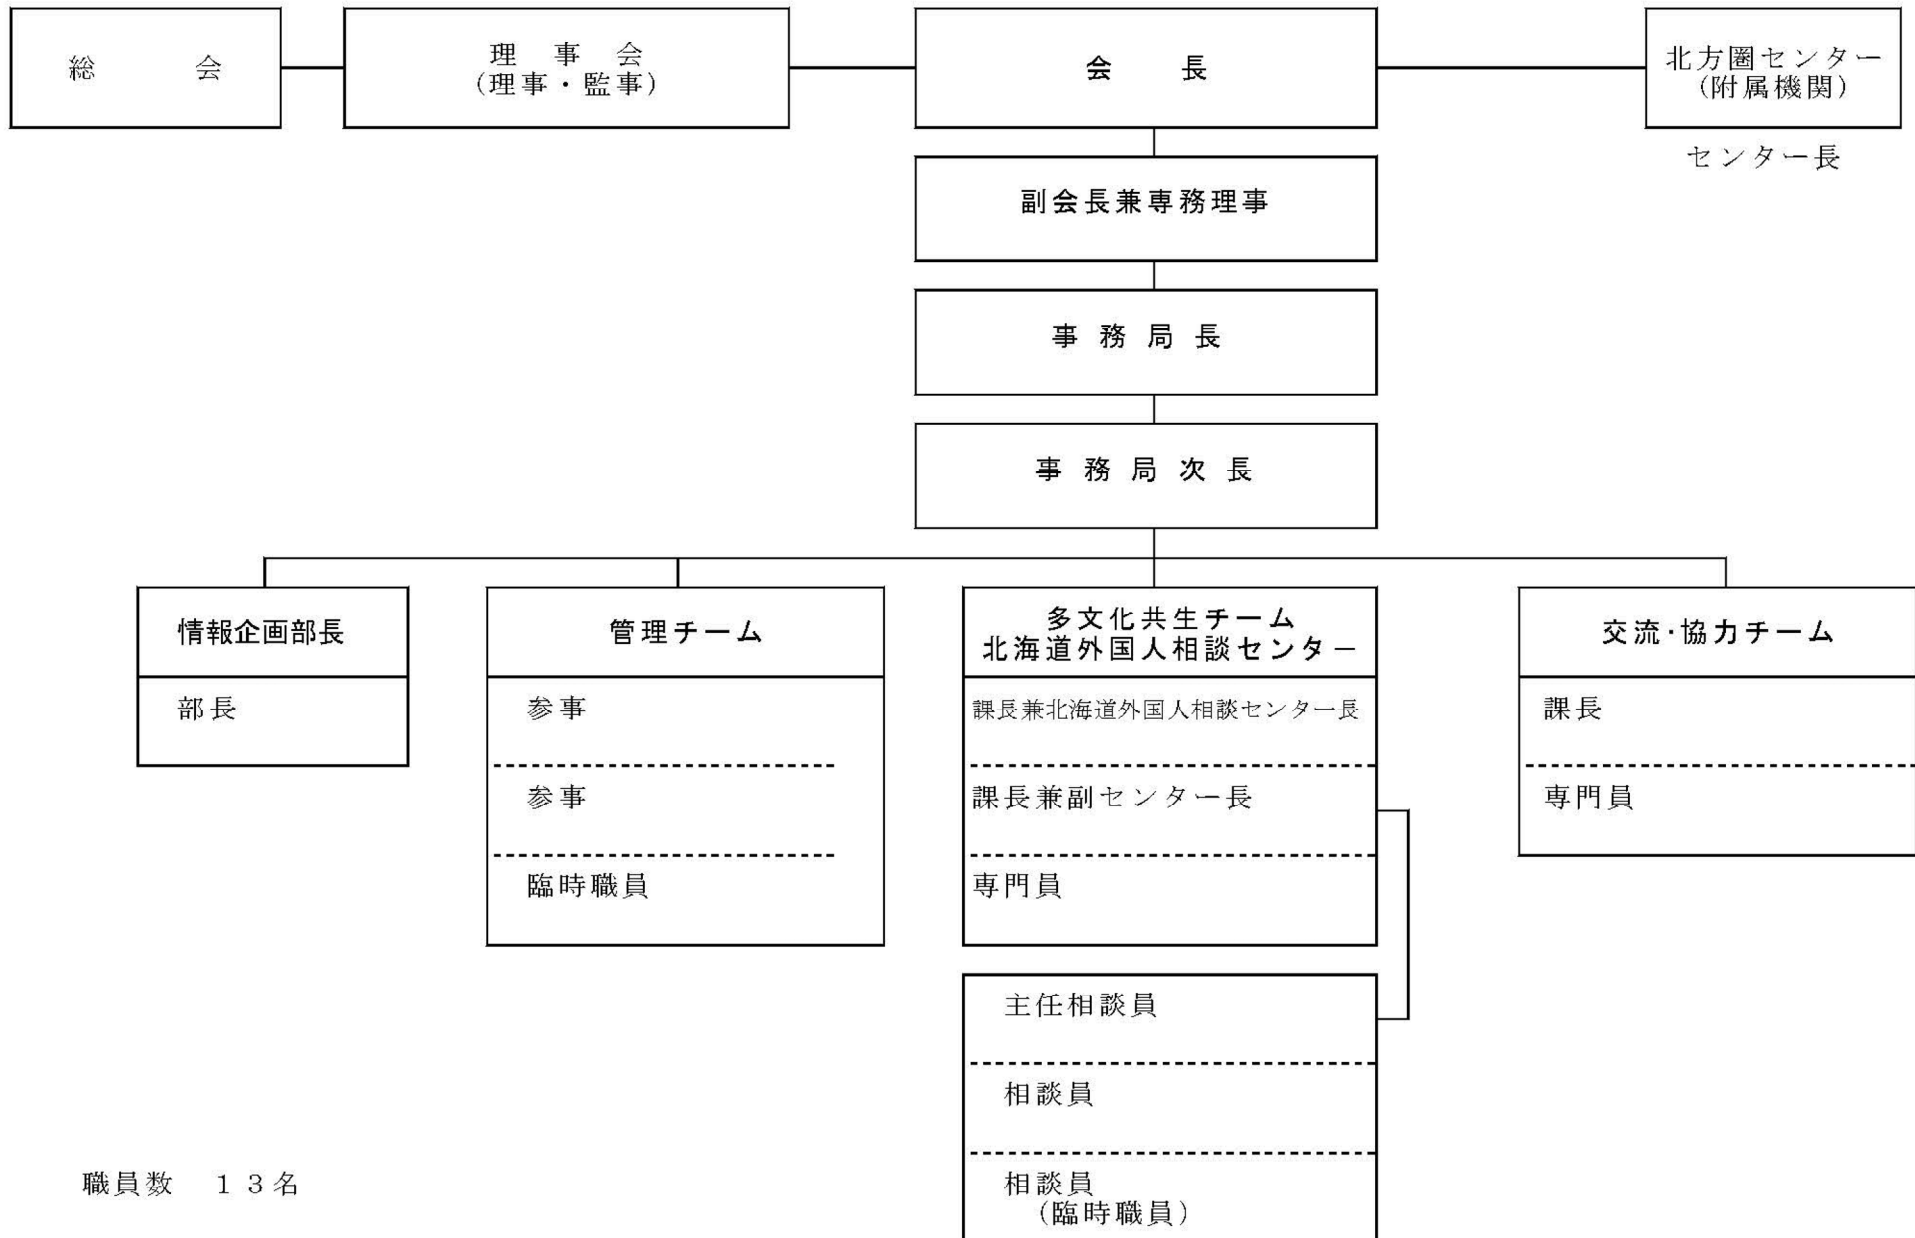 総　会
理　事　会
(理事・監事)
会　長
北方圏センター
(附属機関)
センター長
副会長兼専務理事
事務局長
事務局次長
情報企画部長
部長
管理チーム
参事
参事
臨時職員
多文化共生チーム
北海道外国人相談センター
課長兼北海道外国人相談センター長
課長兼副センター長
専門員
主任相談員
相談員
相談員
(臨時職員)
交流・協力チーム
課長
専門員
職員数　１３名